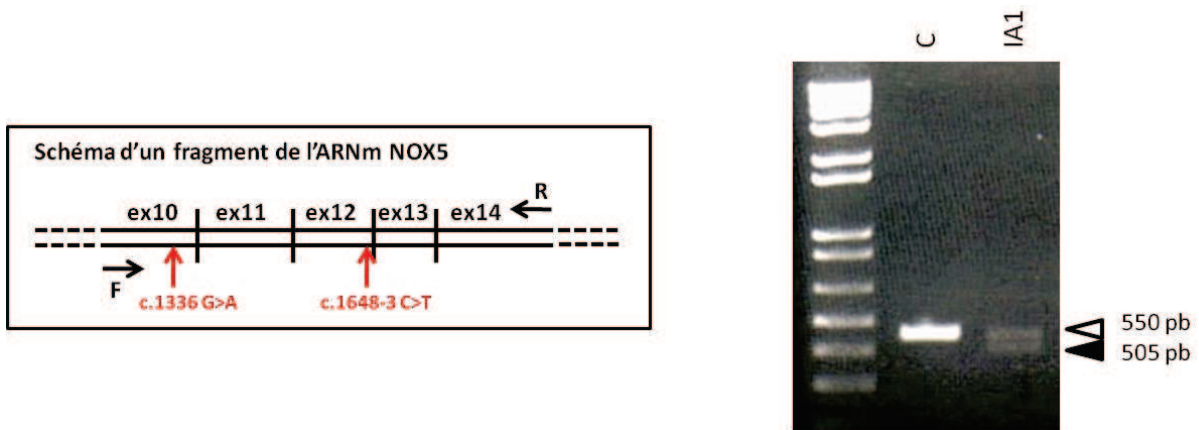 Schéma d'un fragment de l'ARNm NOX5
R
ex10 ex11 ex12 ex13 ex14
F
c.1336 G>A c.1648-3 C>T
C IA1
550 pb
505 pb